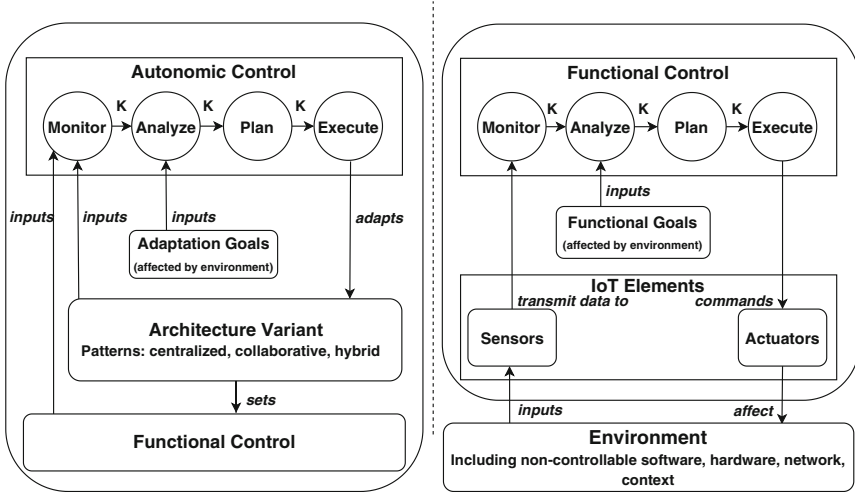 Autonomic Control
K K K
Monitor Analyze Plan Execute
inputs inputs inputs adapts
Adaptation Goals
(affected by environment)
Architecture Variant
Patterns: centralized, collaborative, hybrid
sets
Functional Control
Functional Control
K K K
Monitor Analyze Plan Execute
inputs
Functional Goals
(affected by environment)
IoT Elements
transmit data to commands
Sensors Actuators
inputs affect
Environment
Including non-controllable software, hardware, network,
context